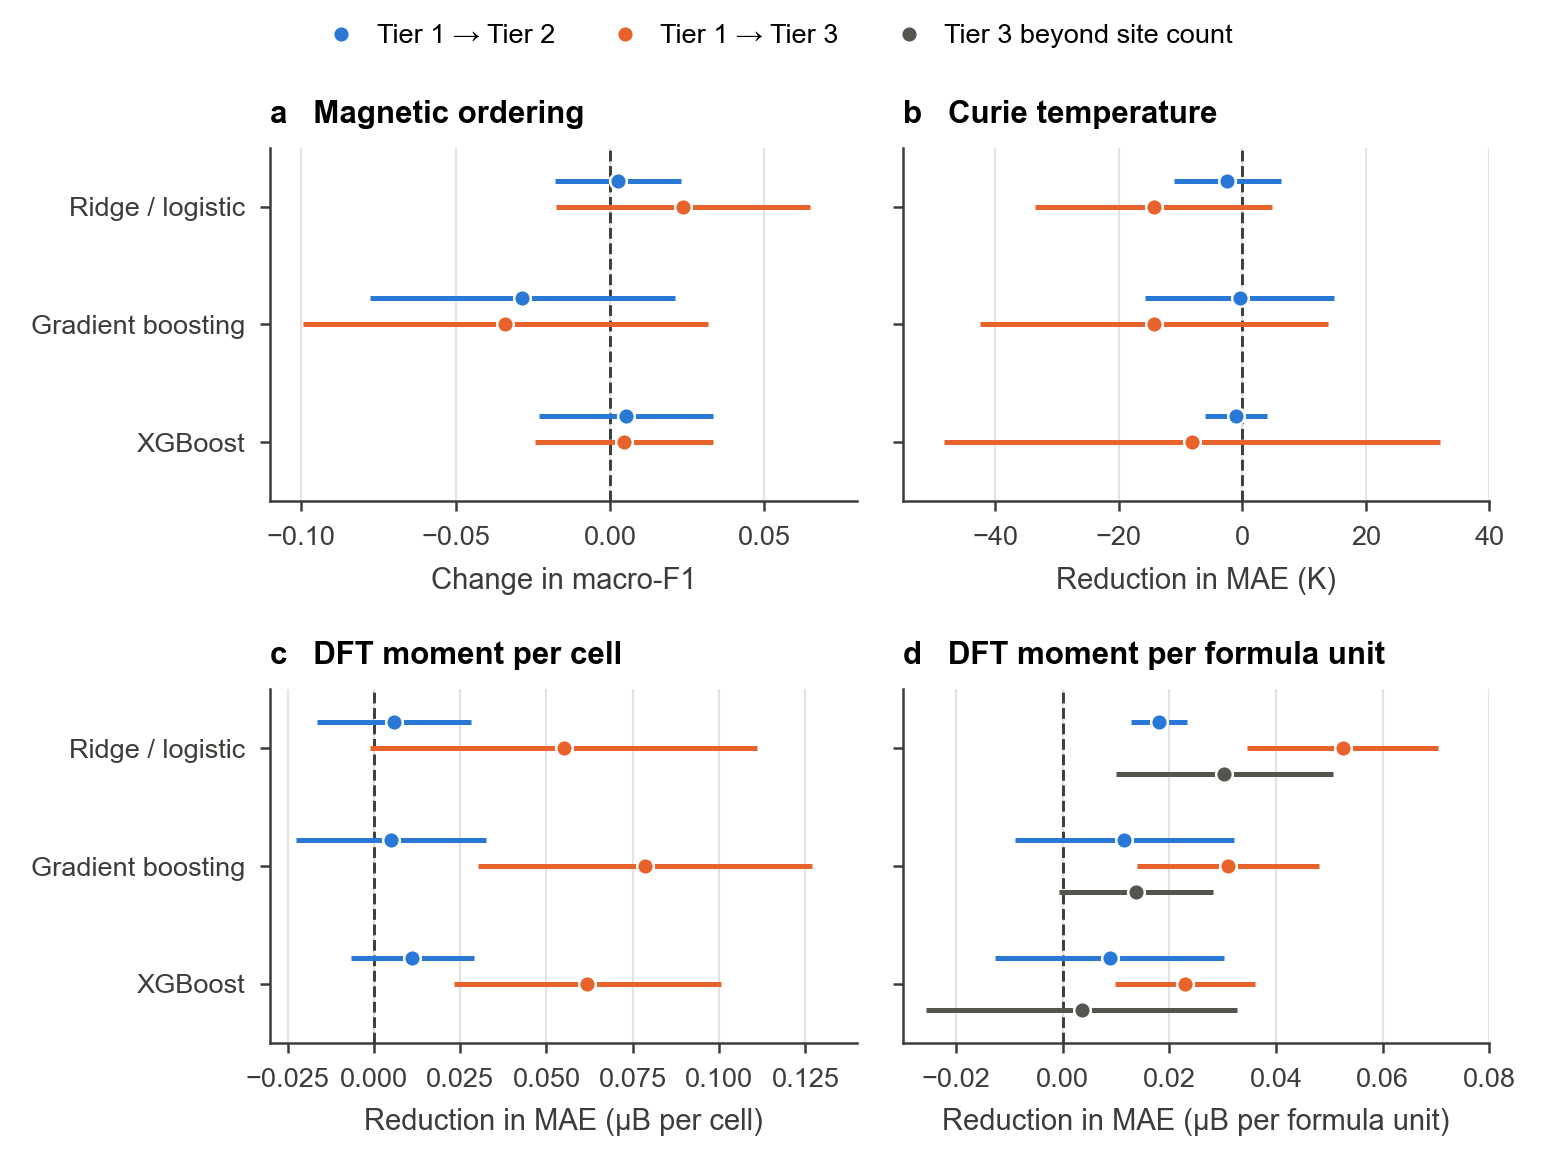 Tier 1 → Tier 2 Tier 1 → Tier 3 Tier 3 beyond site count
a Magnetic ordering
Ridge / logistic
Gradient boosting
XGBoost
−0.10 −0.05 0.00 0.05
Change in macro-F1
b Curie temperature
−40 −20 0 20 40
Reduction in MAE (K)
c DFT moment per cell
Ridge / logistic
Gradient boosting
XGBoost
−0.025 0.000 0.025 0.050 0.075 0.100 0.125
Reduction in MAE (μB per cell)
d DFT moment per formula unit
−0.02 0.00 0.02 0.04 0.06 0.08
Reduction in MAE (μB per formula unit)